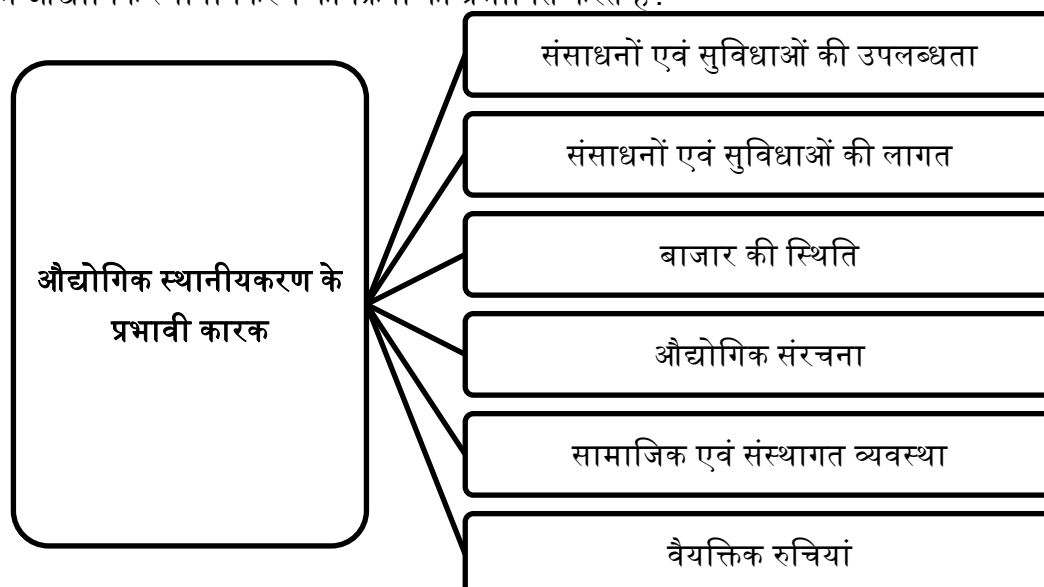 औद्योगिक स्थानीयकरण के
प्रभावी कारक
संसाधनों एवं सुविधाओं की उपलब्धता
संसाधनों एवं सुविधाओं की लागत
बाजार की स्थिति
औद्योगिक संरचना
सामाजिक एवं संस्थागत व्यवस्था
वैयक्तिक रुचियां